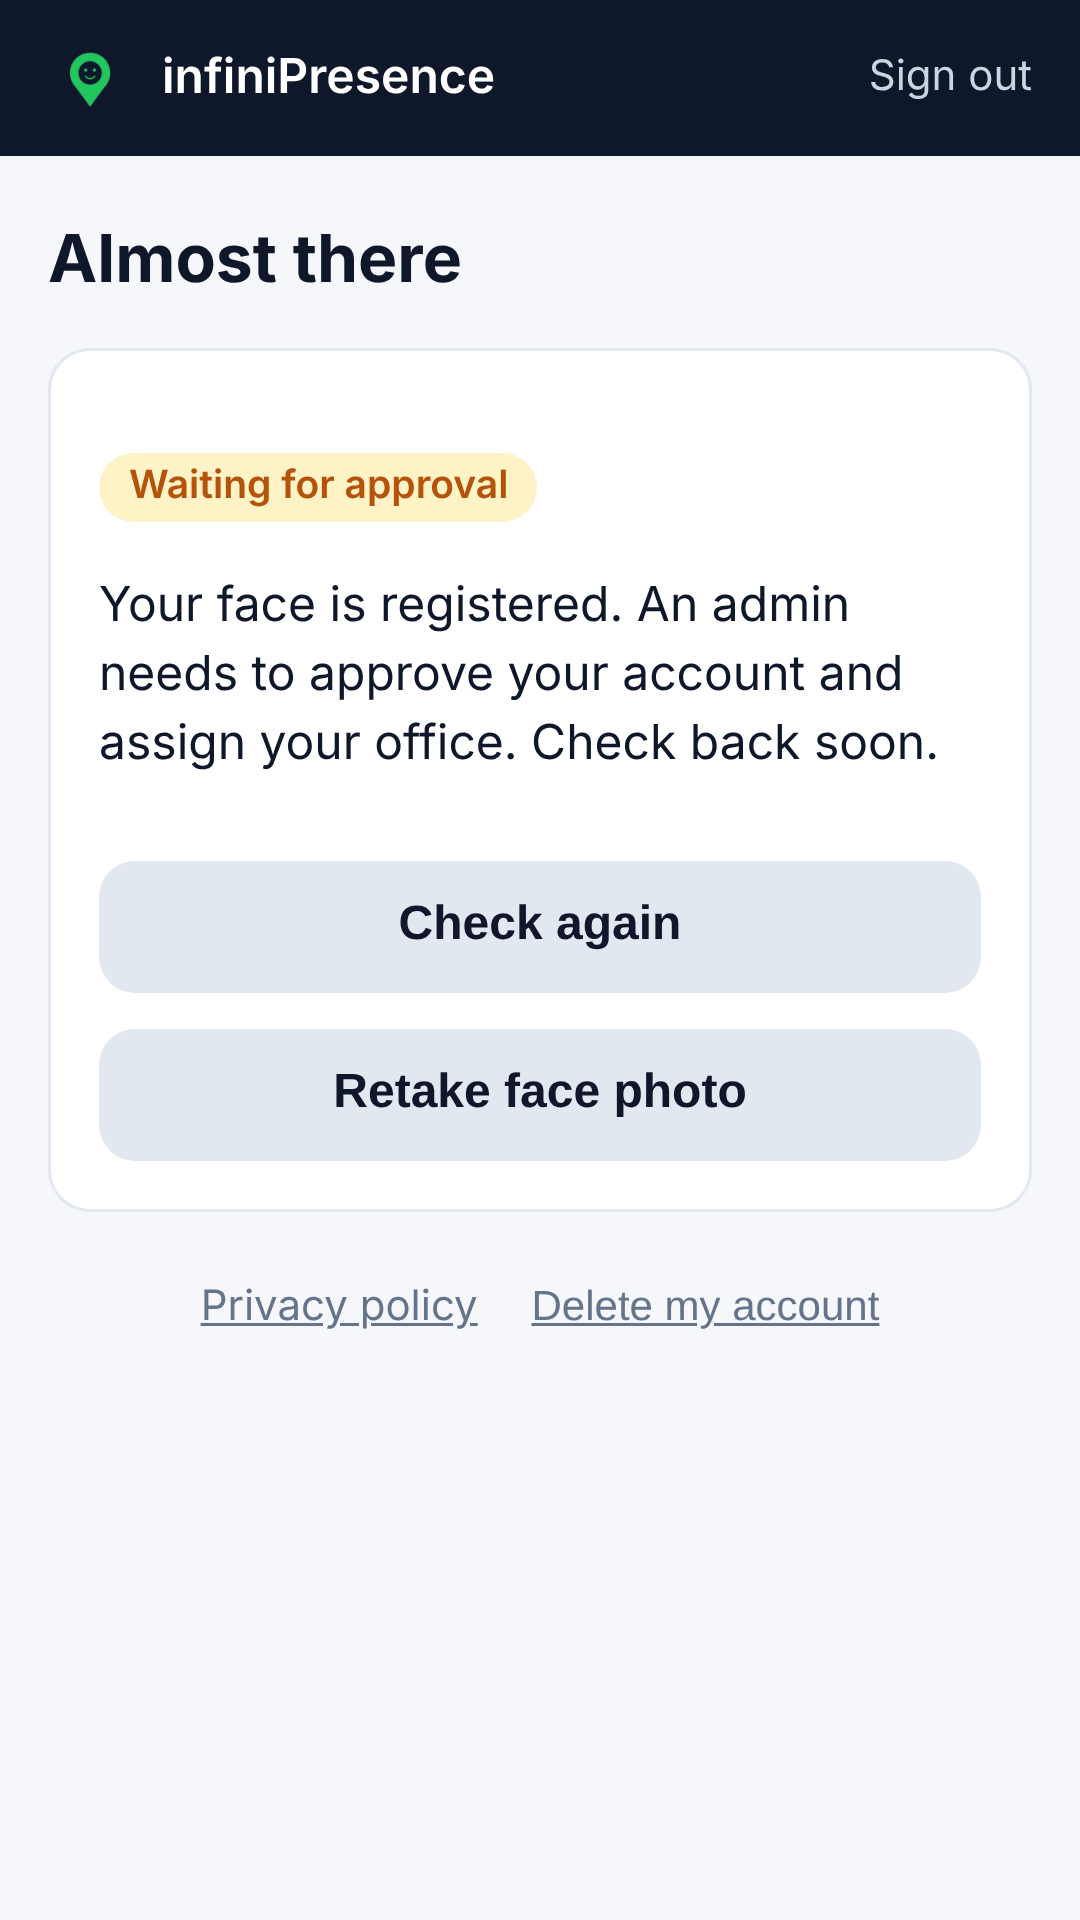 infiniPresence
Sign out
Almost there
Waiting for approval
Your face is registered. An admin
needs to approve your account and
assign your office. Check back soon.
Check again
Retake face photo
Privacy policy
Delete my account